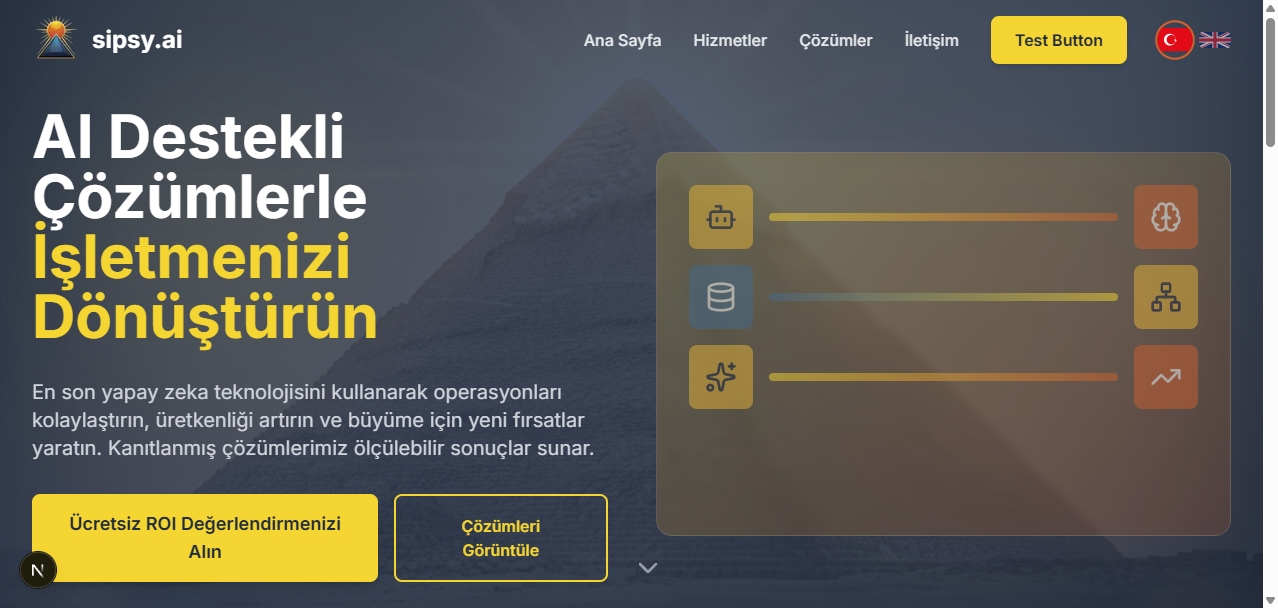 sipsy.ai
Ana Sayfa
Hizmetler
Çözümler
İletişim
Test Button
AI Destekli
Çözümlerle
İşletmenizi
Dönüştürün
En son yapay zeka teknolojisini kullanarak operasyonları
kolaylaştırın, üretkenliği artırın ve büyüme için yeni fırsatlar
yaratın. Kanıtlanmış çözümlerimiz ölçülebilir sonuçlar sunar.
Ücretsiz ROI Değerlendirmenizi
Alın
Çözümleri
Görüntüle
N